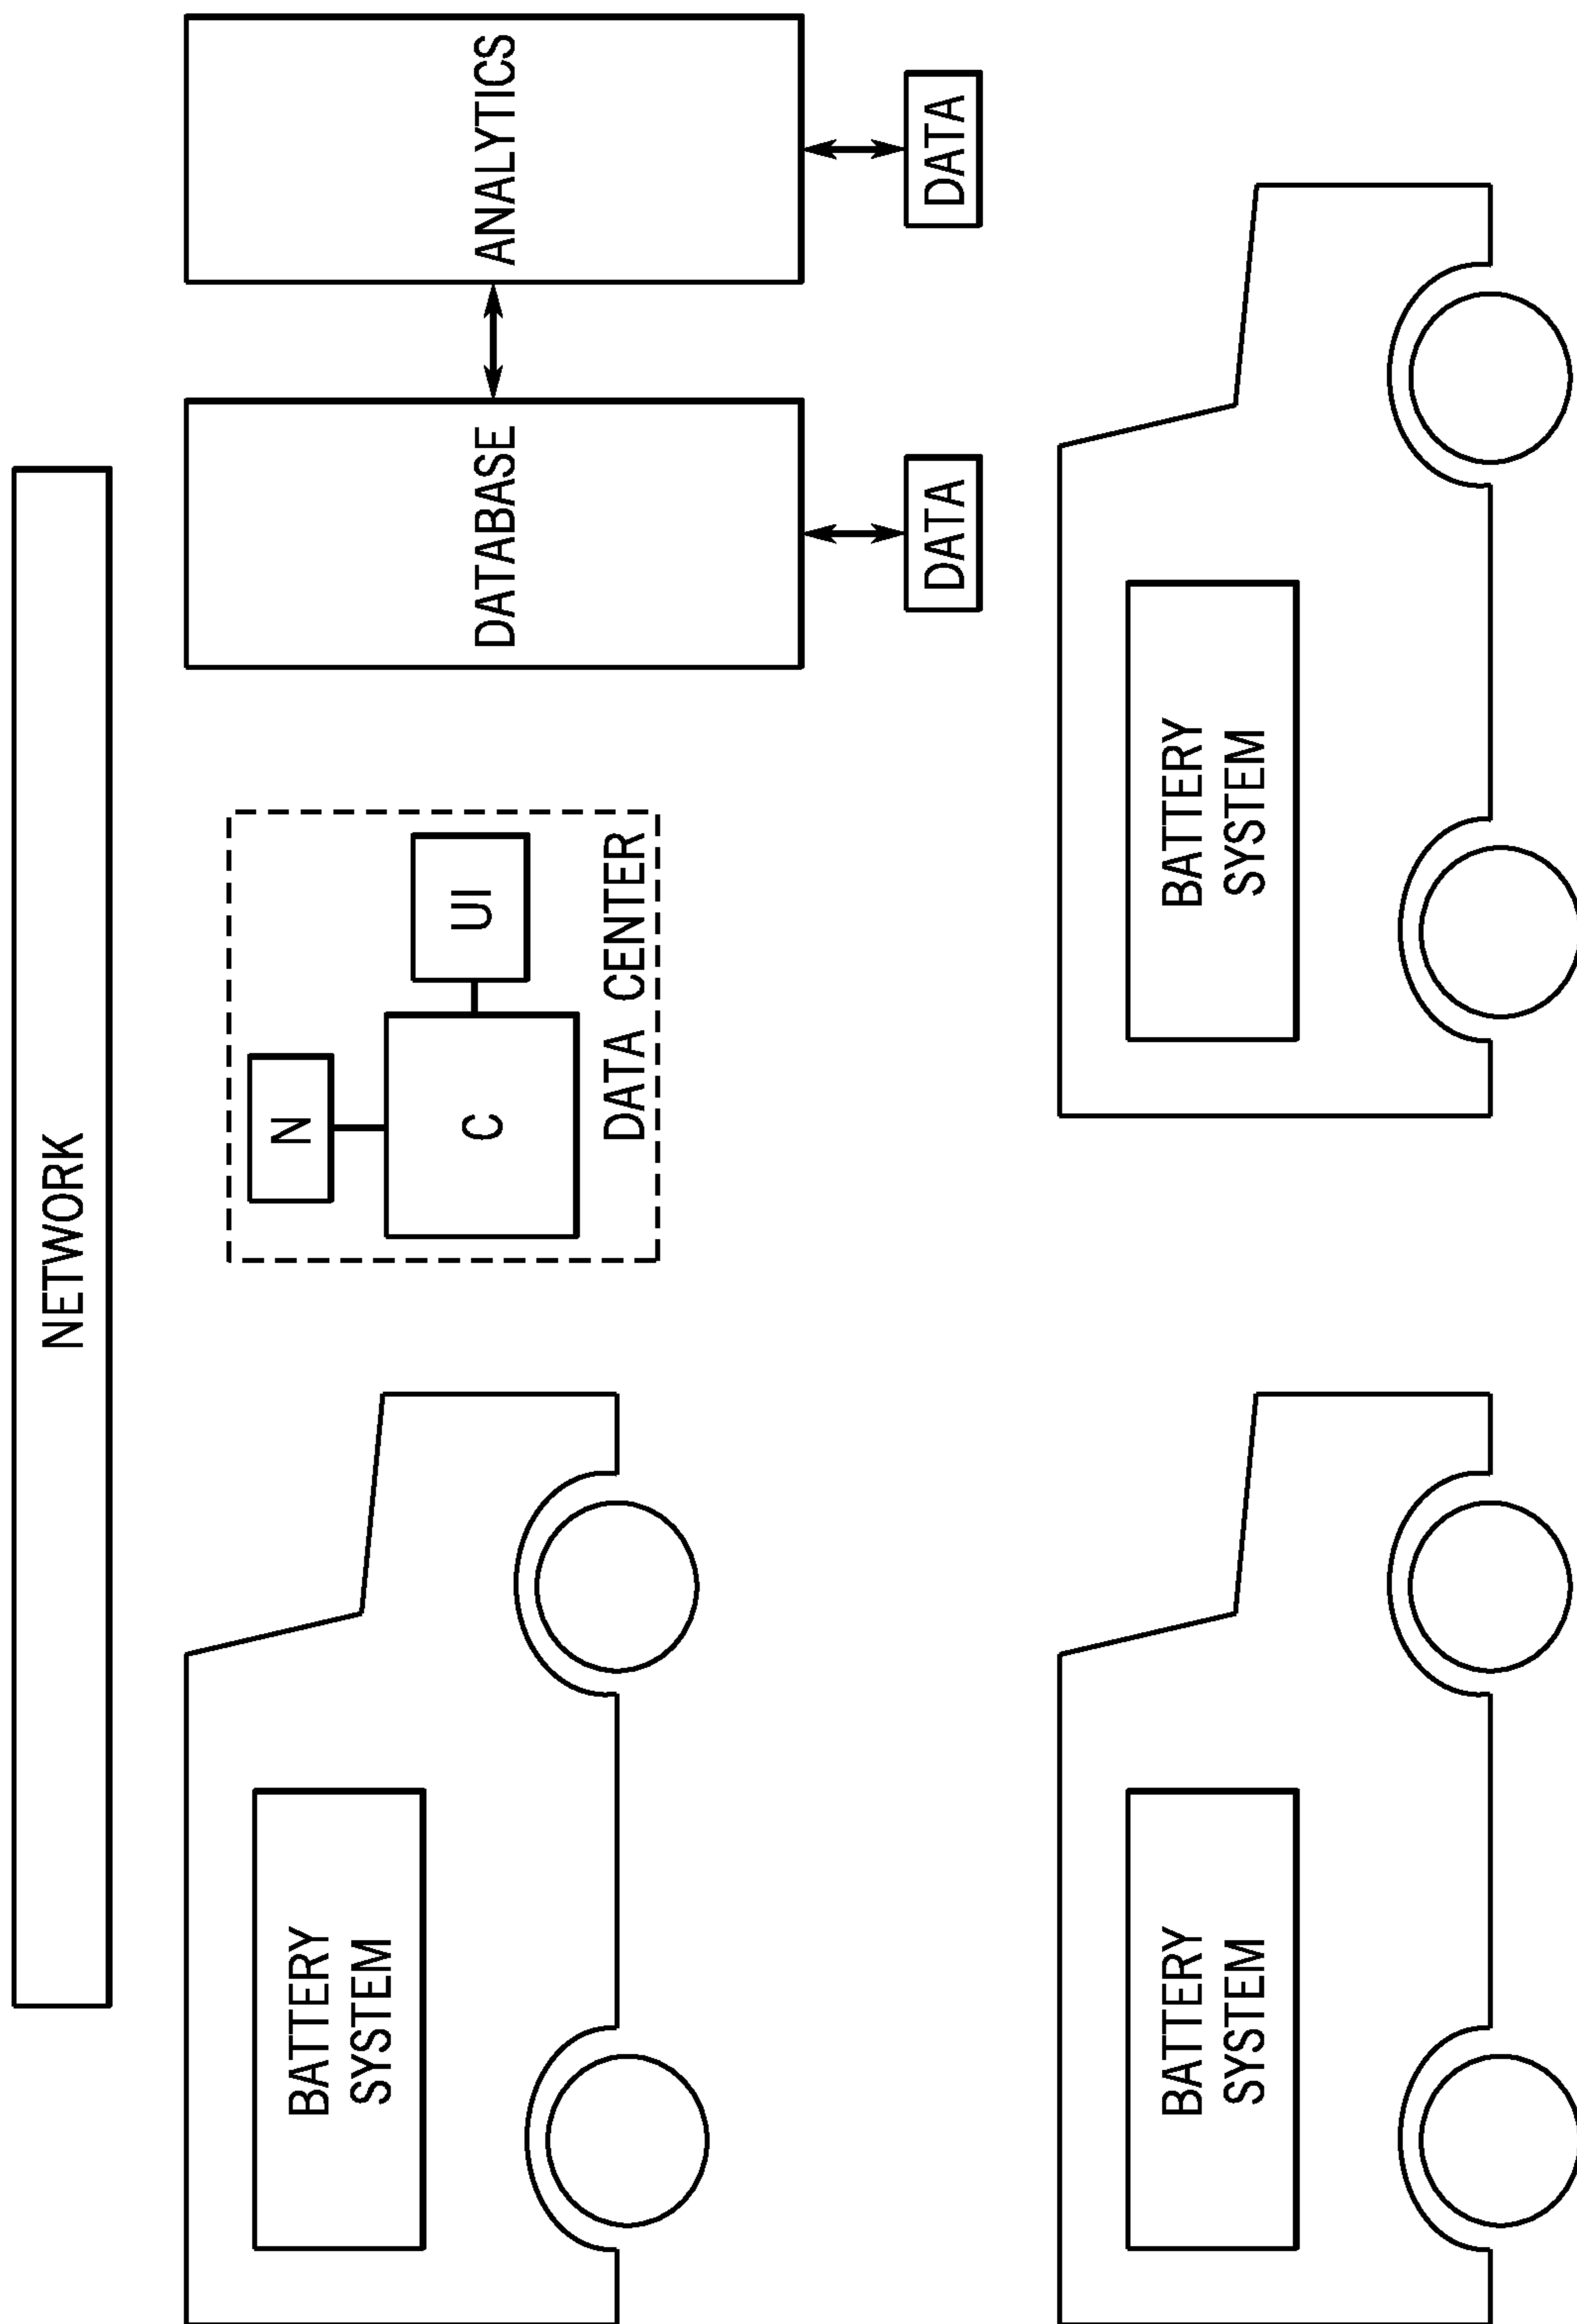 NETWORK
BATTERY
SYSTEM
N
C
UI
DATA CENTER
DATABASE
ANALYTICS
DATA
DATA
BATTERY
SYSTEM
BATTERY
SYSTEM